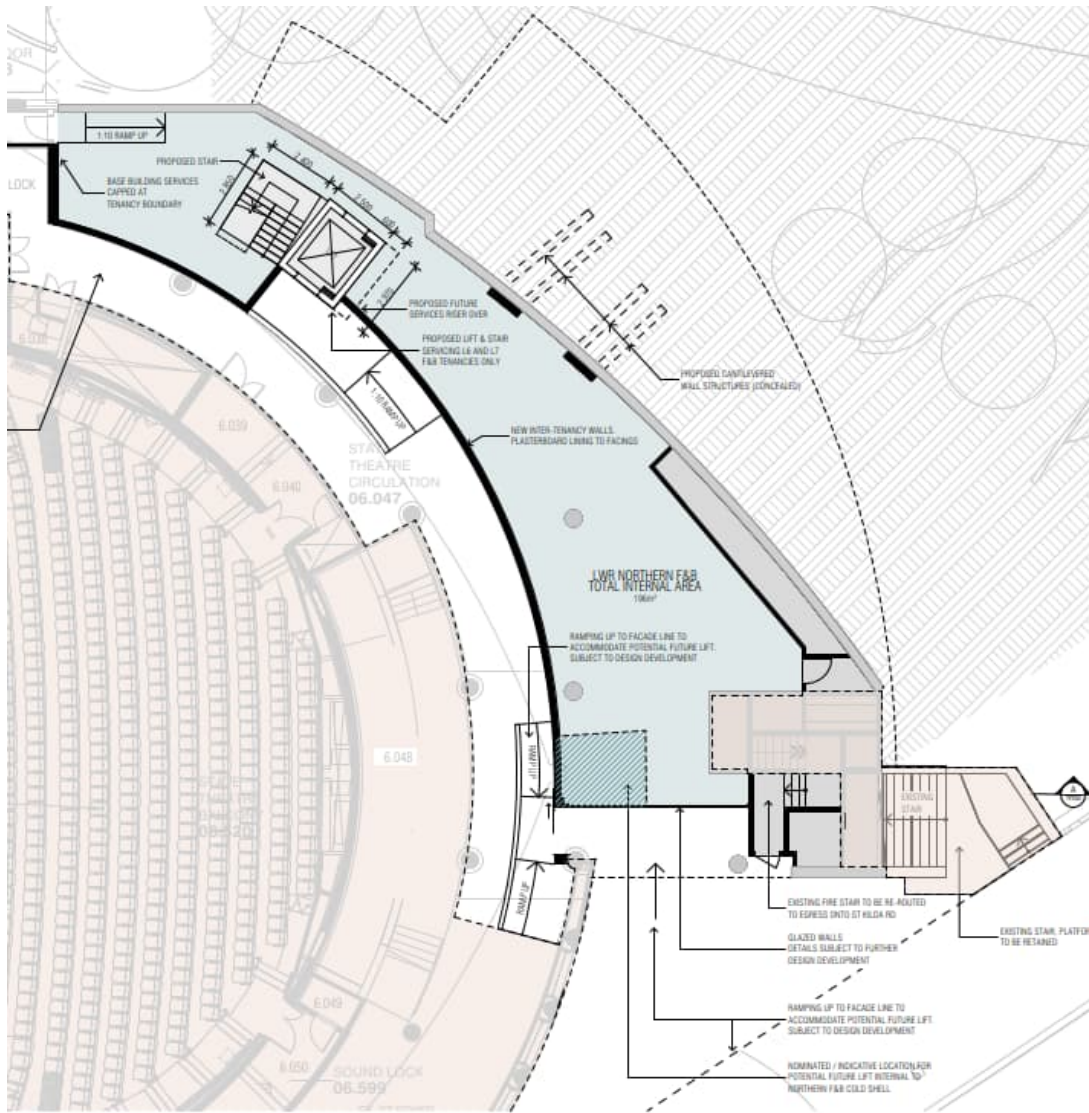 OOR
1:10 RAMP UP
PROPOSED STAIR
2.400
BASE BUILDING SERVICES
CAPPED AT
TENANCY BOUNDARY
LOCK
2.500
600
PROPOSED FUTURE
SERVICES RISER OVER
PROPOSED LIFT & STAIR
SERVICING L6 AND L7
F&B TENANCIES ONLY
PROPOSED CANTILEVERED
WALL STRUCTURES (CONCEALED)
1:10 RAMP UP
6.039
NEW INTER-TENANCY WALLS.
PLASTERBOARD LINING TO FACINGS
THEATRE
CIRCULATION
06.047
6.040
LWR NORTHERN F&B
TOTAL INTERNAL AREA
196m²
RAMPING UP TO FACADE LINE TO
ACCOMMODATE POTENTIAL FUTURE LIFT.
SUBJECT TO DESIGN DEVELOPMENT
6.048
RAMP UP
EXISTING
STAIR
A
RAMP UP
EXISTING FIRE STAIR TO BE RE-ROUTED
TO EGRESS ONTO ST KILDA RD
GLAZED WALLS
DETAILS SUBJECT TO FURTHER
DESIGN DEVELOPMENT
EXISTING STAIR, PLATFOR
TO BE RETAINED
6.049
RAMPING UP TO FACADE LINE TO
ACCOMMODATE POTENTIAL FUTURE LIFT.
SUBJECT TO DESIGN DEVELOPMENT
6.050
SOUND LOCK
06.599
NOMINATED / INDICATIVE LOCATION FOR
POTENTIAL FUTURE LIFT INTERNAL TO
NORTHERN F&B COLD SHELL